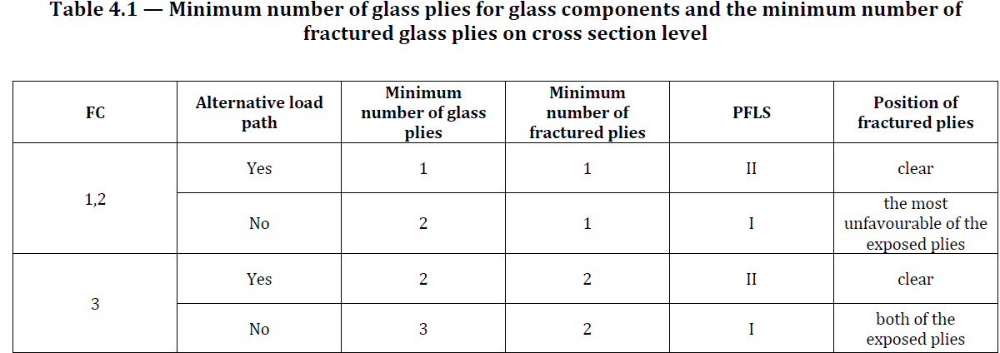 Table 4.1 — Minimum number of glass plies for glass components and the minimum number of
fractured glass plies on cross section level
FC
Alternative load
path
Minimum
number of glass
plies
Minimum
number of
fractured plies
PFLS
Position of
fractured plies
1,2
Yes
1
1
II
clear
No
2
1
I
the most
unfavourable of the
exposed plies
3
Yes
2
2
II
clear
No
3
2
I
both of the
exposed plies